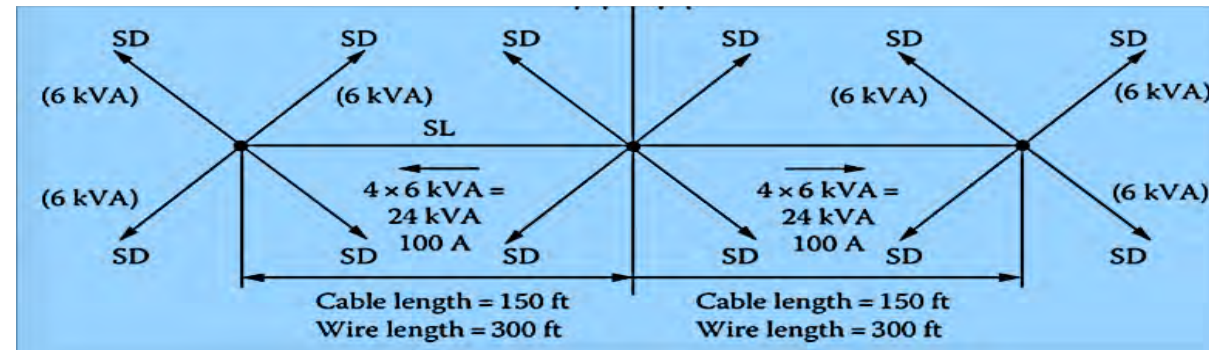 SD SD SD SD SD SD
(6 kVA) (6 kVA) (6 kVA) (6 kVA)
SL
4 × 6 kVA = 4 × 6 kVA =
(6 kVA) 24 kVA 24 kVA (6 kVA)
100 A 100 A
SD SD SD SD SD SD
Cable length = 150 ft Cable length = 150 ft
Wire length = 300 ft Wire length = 300 ft